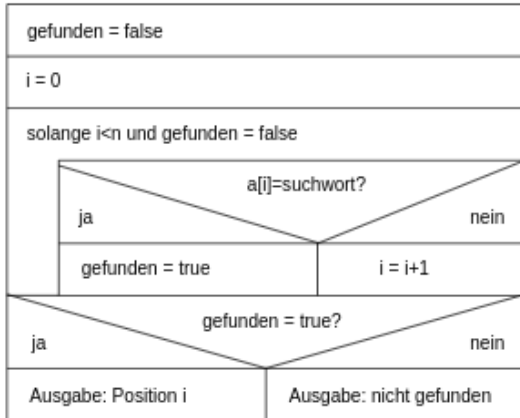 gefunden = false
i = 0
solange i<n und gefunden = false
a[i]=suchwort?
ja
nein
gefunden = true
i = i+1
gefunden = true?
ja
nein
Ausgabe: Position i
Ausgabe: nicht gefunden